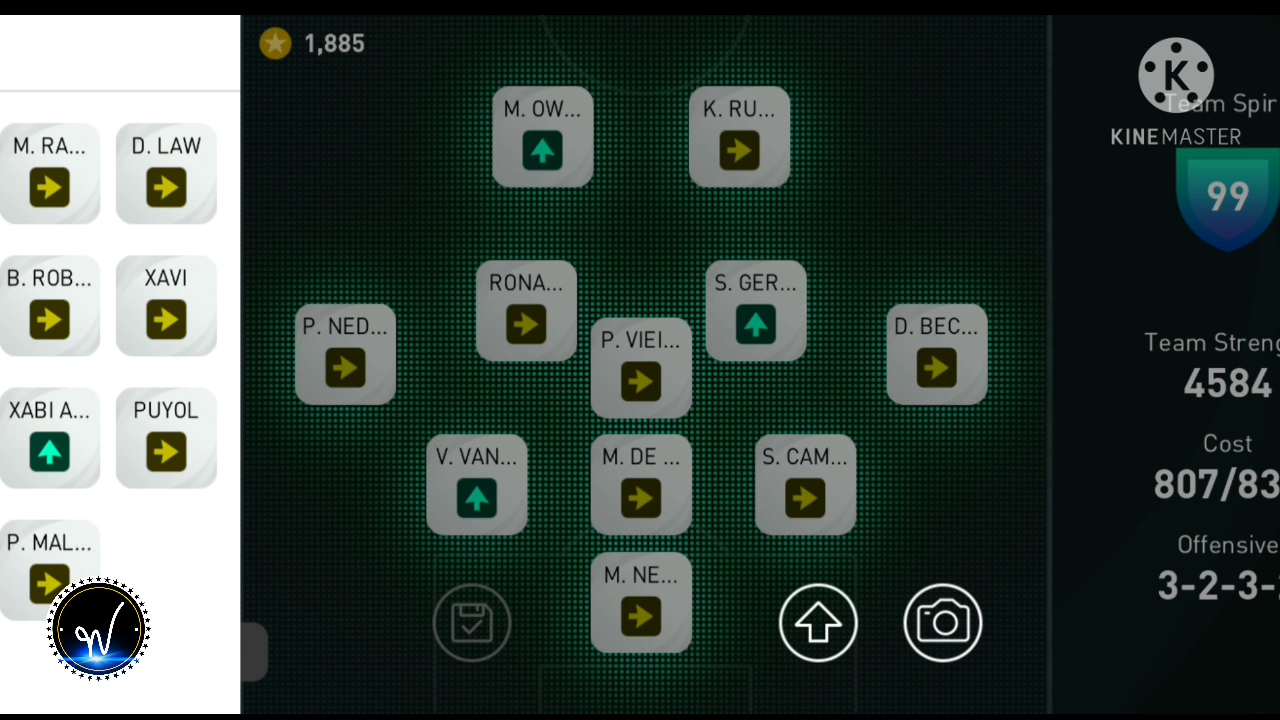 1,885
KINEMASTER
Team Spir
99
M. RA...
D. LAW
M. OW...
K. RU...
B. ROB...
XAVI
RONA...
S. GER...
P. NED...
P. VIEI...
D. BEC...
Team Streng
4584
XABI A...
PUYOL
V. VAN...
M. DE ...
S. CAM...
Cost
807/83
P. MAL...
M. NE...
Offensive
3-2-3-